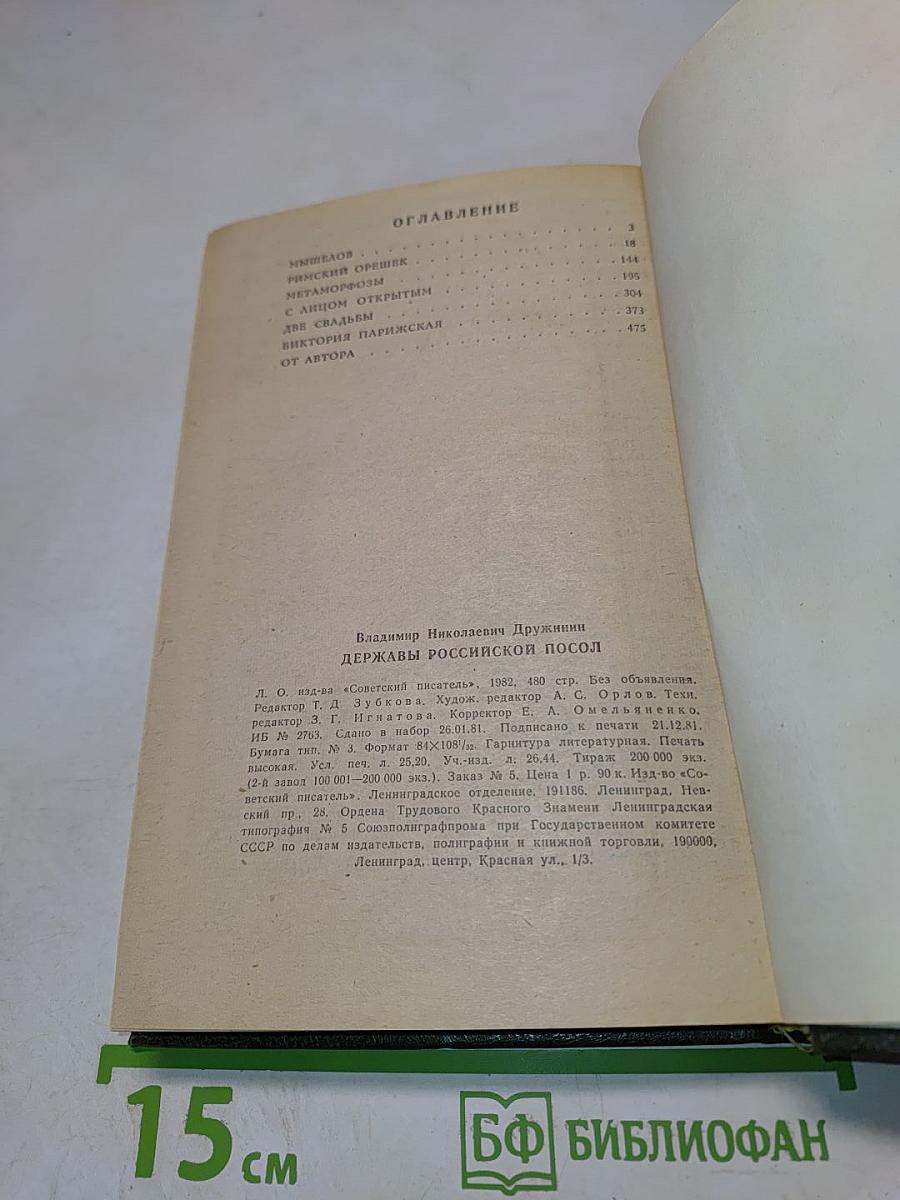 ОГЛАВЛЕНИЕ
МЫШЕЛОВ . . . . . . . . . . . . . . . 3
РИМСКИЙ ОРЕШЕК . . . . . . . . . . . . 18
МЕТАМОРФОЗЫ . . . . . . . . . . . . . 144
С ЛИЦОМ ОТКРЫТЫМ . . . . . . . . . . . 195
ДВЕ СВАДЬБЫ . . . . . . . . . . . . . 304
ВИКТОРИЯ ПАРИЖСКАЯ . . . . . . . . . . 373
ОТ АВТОРА . . . . . . . . . . . . . . 475
Владимир Николаевич Дружинин
ДЕРЖАВЫ РОССИЙСКОЙ ПОСОЛ
Л. О. изд-ва «Советский писатель», 1982, 480 стр. Без объявления.
Редактор Т. Д. Зубкова. Худож. редактор А. С. Орлов. Техн.
редактор З. Г. Игнатова. Корректор Е. А. Омельяненко.
ИБ № 2763. Сдано в набор 26.01.81. Подписано к печати 21.12.81.
Бумага тип. № 3. Формат 84×108¹/₃₂. Гарнитура литературная. Печать
высокая. Усл. печ. л. 25,20. Уч.-изд. л. 26,44. Тираж 200 000 экз.
(2-й завод 100 001—200 000 экз.). Заказ № 5. Цена 1 р. 90 к. Изд-во «Со-
ветский писатель». Ленинградское отделение. 191186. Ленинград, Нев-
ский пр., 28. Ордена Трудового Красного Знамени Ленинградская
типография № 5 Союзполиграфпрома при Государственном комитете
СССР по делам издательств, полиграфии и книжной торговли, 190000,
Ленинград, центр, Красная ул., 1/3.
15 см
БФ БИБЛИОФАН